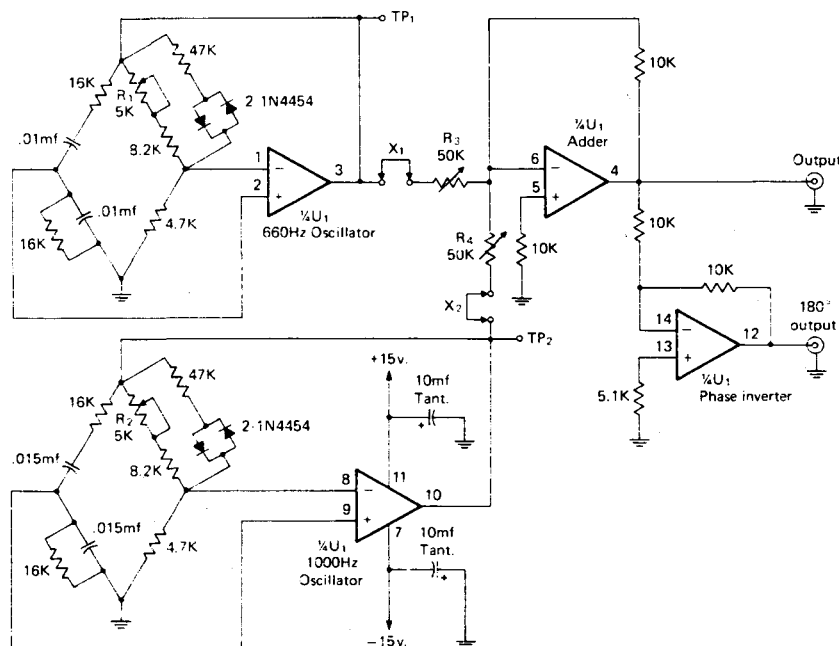 TP1
47K
16K
R1
5K
2-1N4454
.01mf
8.2K
10K
1
2
3
X1
R3
50K
¼U1
Adder
6
5
4
Output
.01mf
16K
4.7K
¼U1
660Hz Oscillator
R4
50K
10K
10K
10K
X2
TP2
14
13
12
180°
output
+15v.
47K
16K
R2
5K
10mf
Tant.
+
5.1K
¼U1
Phase inverter
2-1N4454
.015mf
8.2K
8
9
11
10
7
.015mf
16K
4.7K
¼U1
1000Hz
Oscillator
10mf
Tant.
+
−15v.